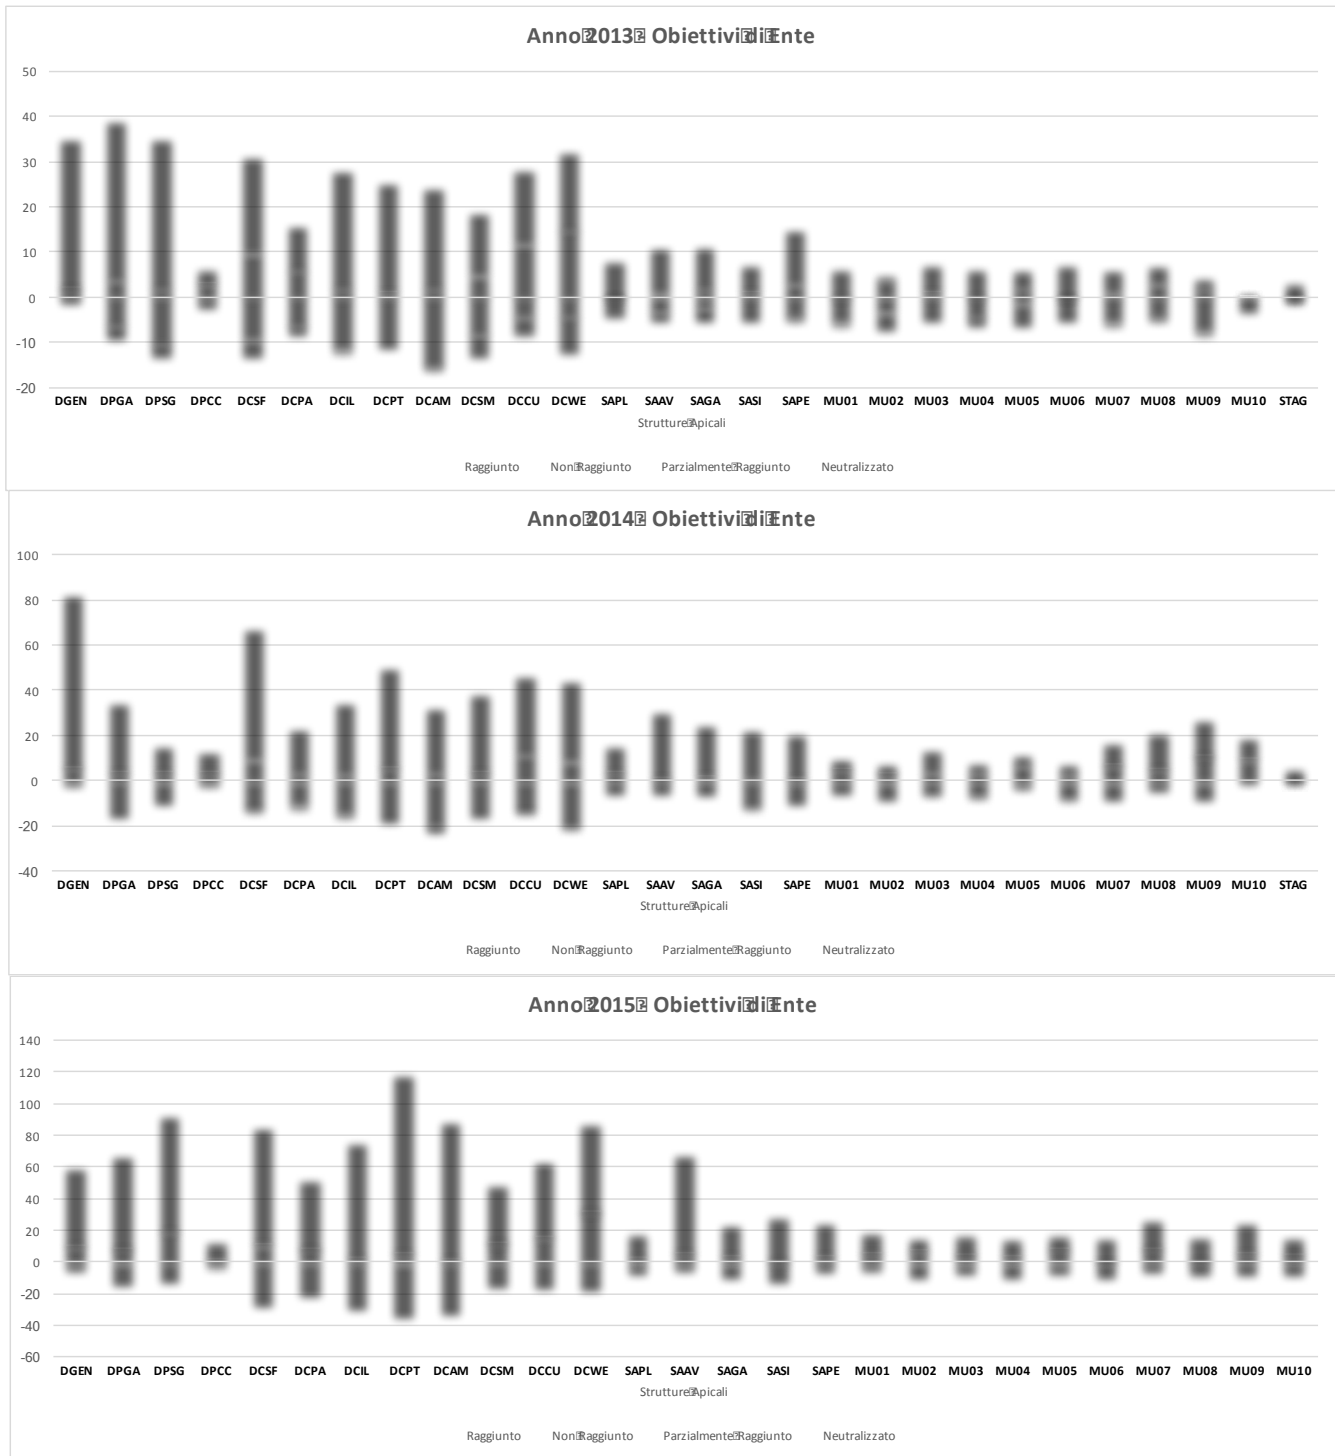 Anno 2013 - Obiettivi di Ente
50
40
30
20
10
0
-10
-20
DGEN DPGA DPSG DPCC DCSF DCPA DCIL DCPT DCAM DCSM DCCU DCWE SAPL SAAV SAGA SASI SAPE MU01 MU02 MU03 MU04 MU05 MU06 MU07 MU08 MU09 MU10 STAG
Strutture Apicali
Raggiunto Non Raggiunto Parzialmente Raggiunto Neutralizzato
Anno 2014 - Obiettivi di Ente
100
80
60
40
20
0
-20
-40
DGEN DPGA DPSG DPCC DCSF DCPA DCIL DCPT DCAM DCSM DCCU DCWE SAPL SAAV SAGA SASI SAPE MU01 MU02 MU03 MU04 MU05 MU06 MU07 MU08 MU09 MU10 STAG
Strutture Apicali
Raggiunto Non Raggiunto Parzialmente Raggiunto Neutralizzato
Anno 2015 - Obiettivi di Ente
140
120
100
80
60
40
20
0
-20
-40
-60
DGEN DPGA DPSG DPCC DCSF DCPA DCIL DCPT DCAM DCSM DCCU DCWE SAPL SAAV SAGA SASI SAPE MU01 MU02 MU03 MU04 MU05 MU06 MU07 MU08 MU09 MU10
Strutture Apicali
Raggiunto Non Raggiunto Parzialmente Raggiunto Neutralizzato